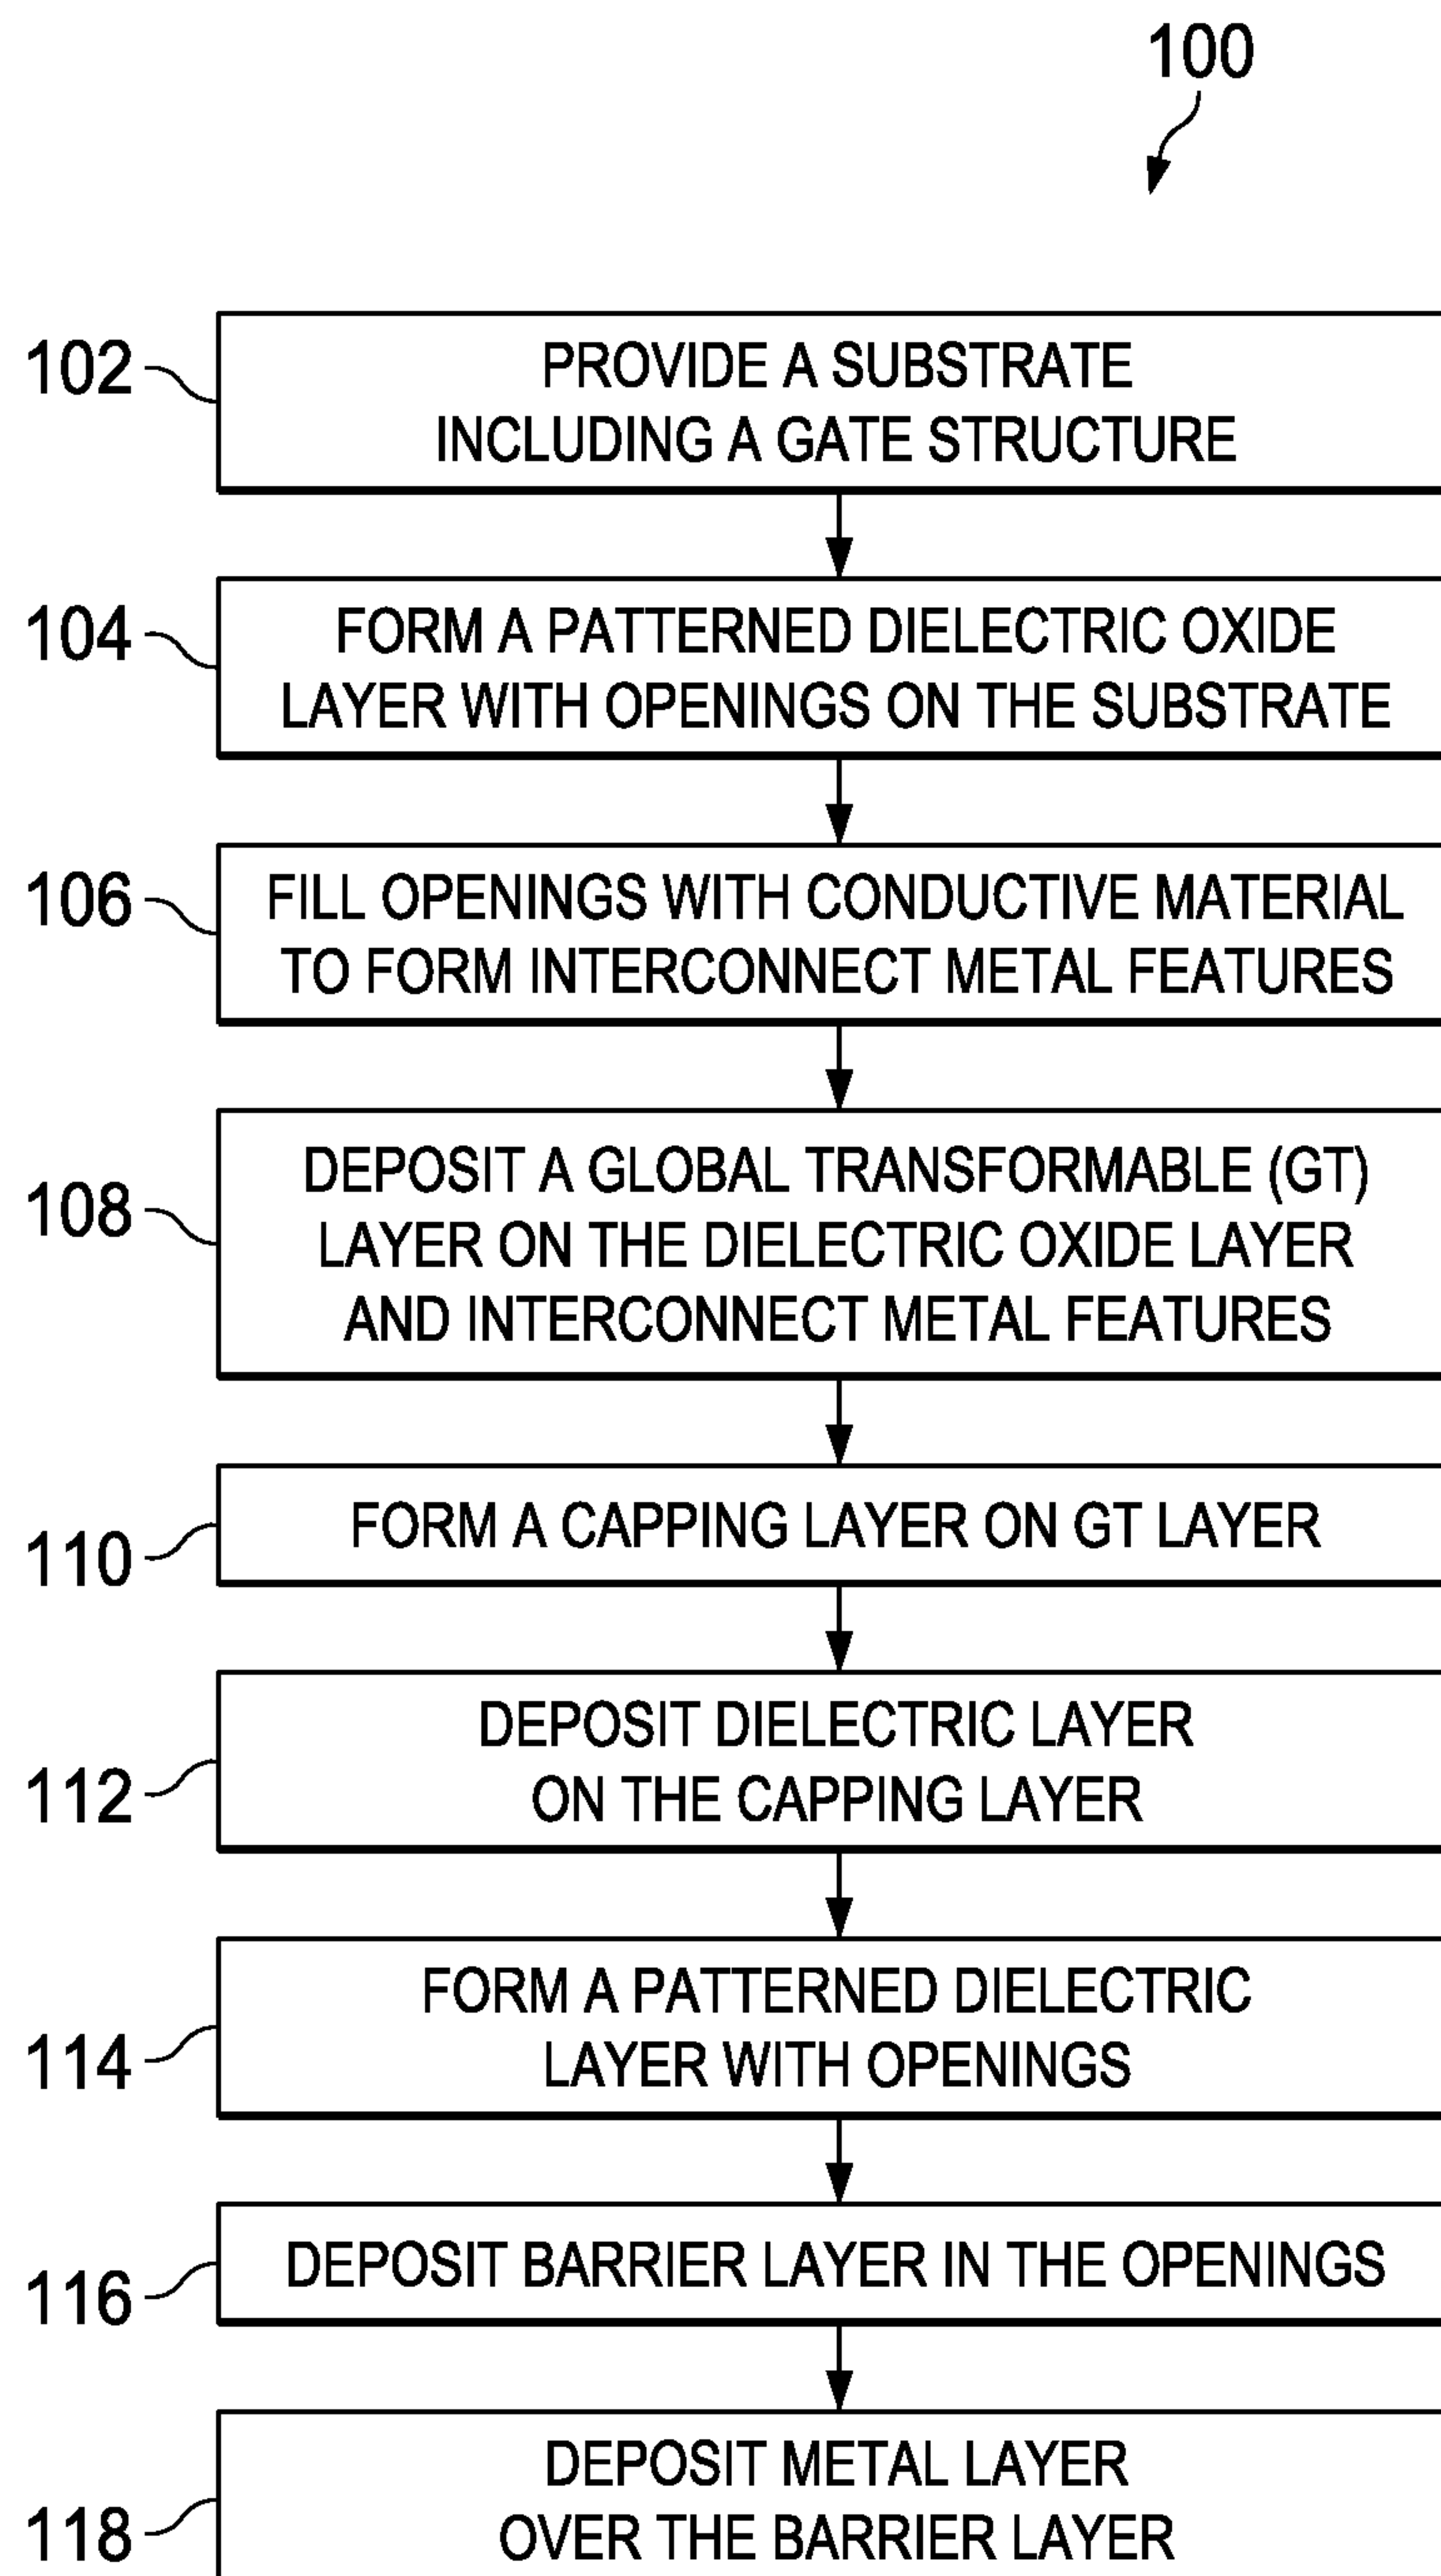 100
102
PROVIDE A SUBSTRATE
INCLUDING A GATE STRUCTURE
104
FORM A PATTERNED DIELECTRIC OXIDE
LAYER WITH OPENINGS ON THE SUBSTRATE
106
FILL OPENINGS WITH CONDUCTIVE MATERIAL
TO FORM INTERCONNECT METAL FEATURES
108
DEPOSIT A GLOBAL TRANSFORMABLE (GT)
LAYER ON THE DIELECTRIC OXIDE LAYER
AND INTERCONNECT METAL FEATURES
110
FORM A CAPPING LAYER ON GT LAYER
112
DEPOSIT DIELECTRIC LAYER
ON THE CAPPING LAYER
114
FORM A PATTERNED DIELECTRIC
LAYER WITH OPENINGS
116
DEPOSIT BARRIER LAYER IN THE OPENINGS
118
DEPOSIT METAL LAYER
OVER THE BARRIER LAYER